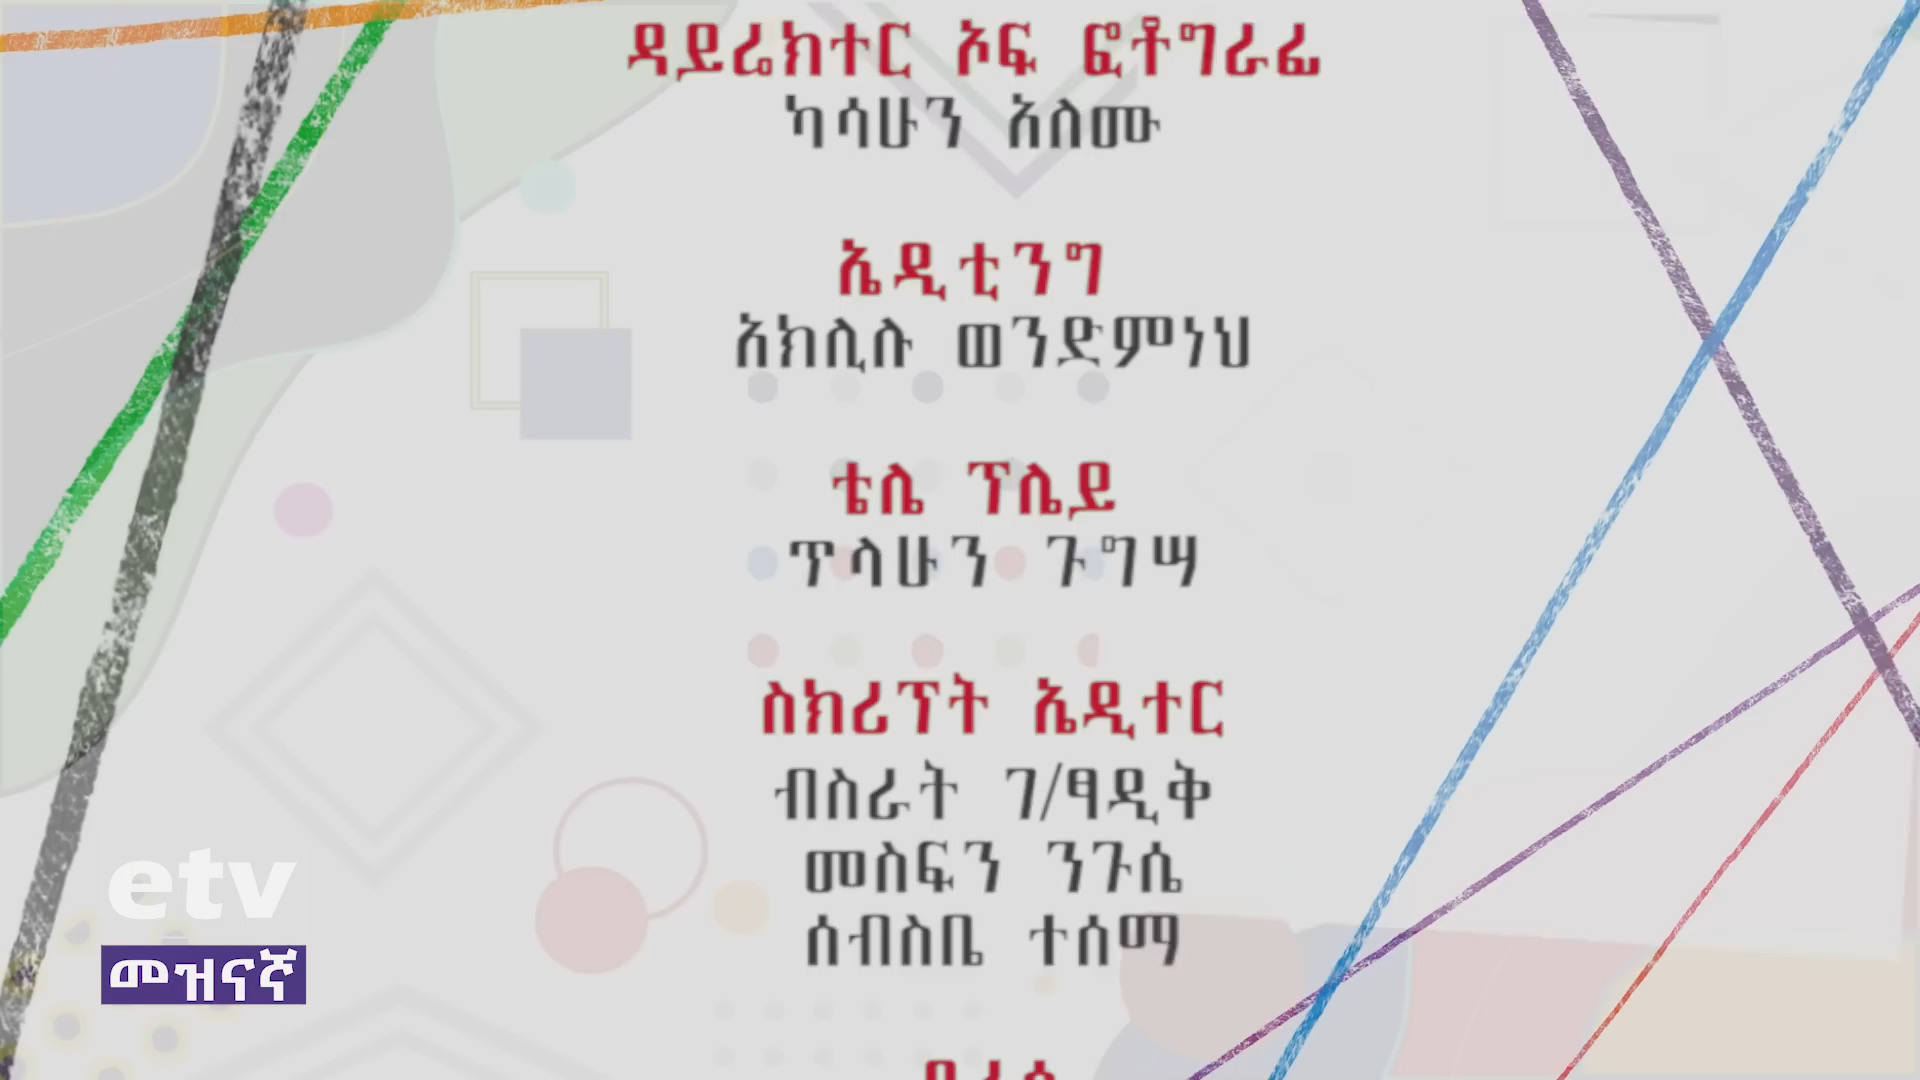 ዳይሬክተር ኦፍ ፎቶግራፊ
ካሳሁን አለሙ
ኤዲቲንግ
አክሊሉ ወንድምነህ
ቴሌ ፕሌይ
ጥላሁን ጉግሣ
ስክሪፕት ኤዲተር
ብስራት ገ/ፃዲቅ
መስፍን ንጉሴ
ሰብስቤ ተሰማ
etv
መዝናኛ